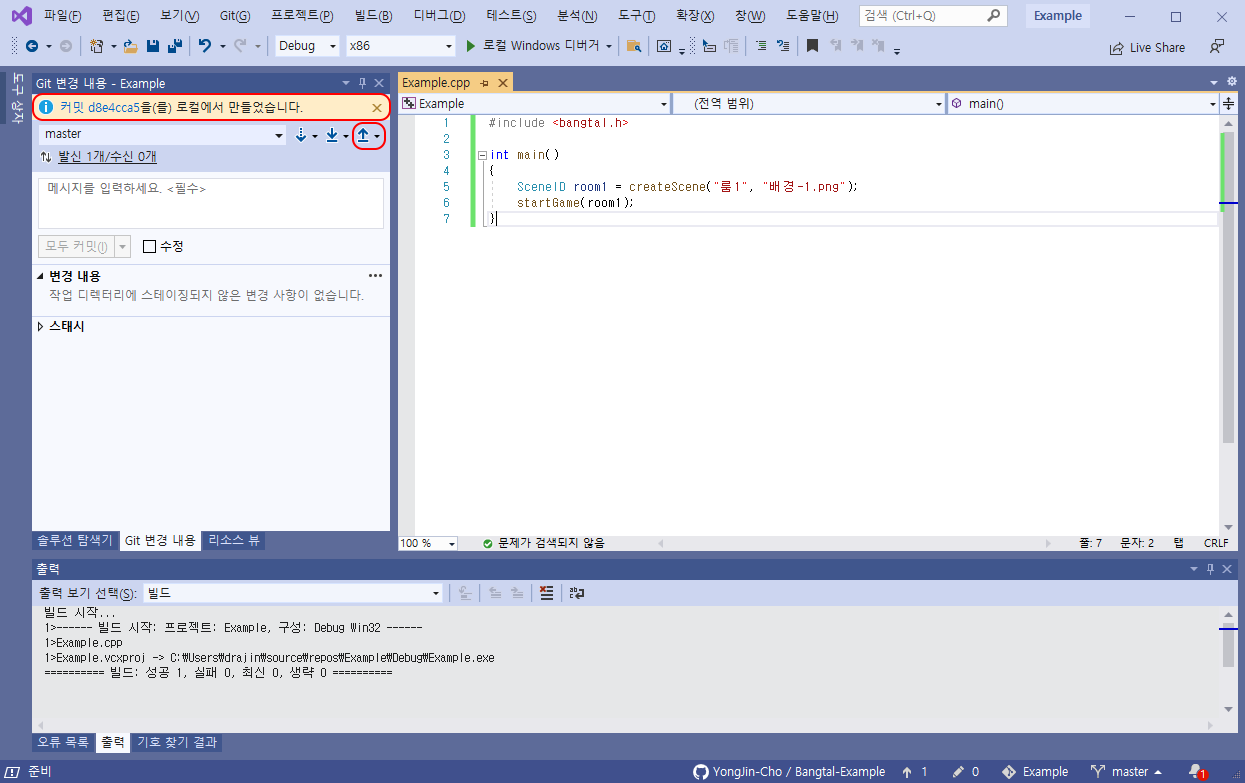 파일(F) 편집(E) 보기(V) Git(G) 프로젝트(P) 빌드(B) 디버그(D) 테스트(S) 분석(N) 도구(T) 확장(X) 창(W) 도움말(H) 검색 (Ctrl+Q) Example
Debug x86 로컬 Windows 디버거 Live Share
도구 상자
Git 변경 내용 - Example
커밋 d8e4cca5을(를) 로컬에서 만들었습니다.
master
발신 1개/수신 0개
메시지를 입력하세요. <필수>
모두 커밋(I) 수정
변경 내용
작업 디렉터리에 스테이징되지 않은 변경 사항이 없습니다.
스태시
솔루션 탐색기 Git 변경 내용 리소스 뷰
Example.cpp
Example (전역 범위) main()
1 #include <bangtal.h>
2
3 int main()
4 {
5 SceneID room1 = createScene("룸1", "배경-1.png");
6 startGame(room1);
7 }
100 % 문제가 검색되지 않음 줄: 7 문자: 2 탭 CRLF
출력
출력 보기 선택(S): 빌드
빌드 시작...
1>------ 빌드 시작: 프로젝트: Example, 구성: Debug Win32 ------
1>Example.cpp
1>Example.vcxproj -> C:₩Users₩drajin₩source₩repos₩Example₩Debug₩Example.exe
========== 빌드: 성공 1, 실패 0, 최신 0, 생략 0 ==========
오류 목록 출력 기호 찾기 결과
준비 YongJin-Cho / Bangtal-Example 1 0 Example master 1